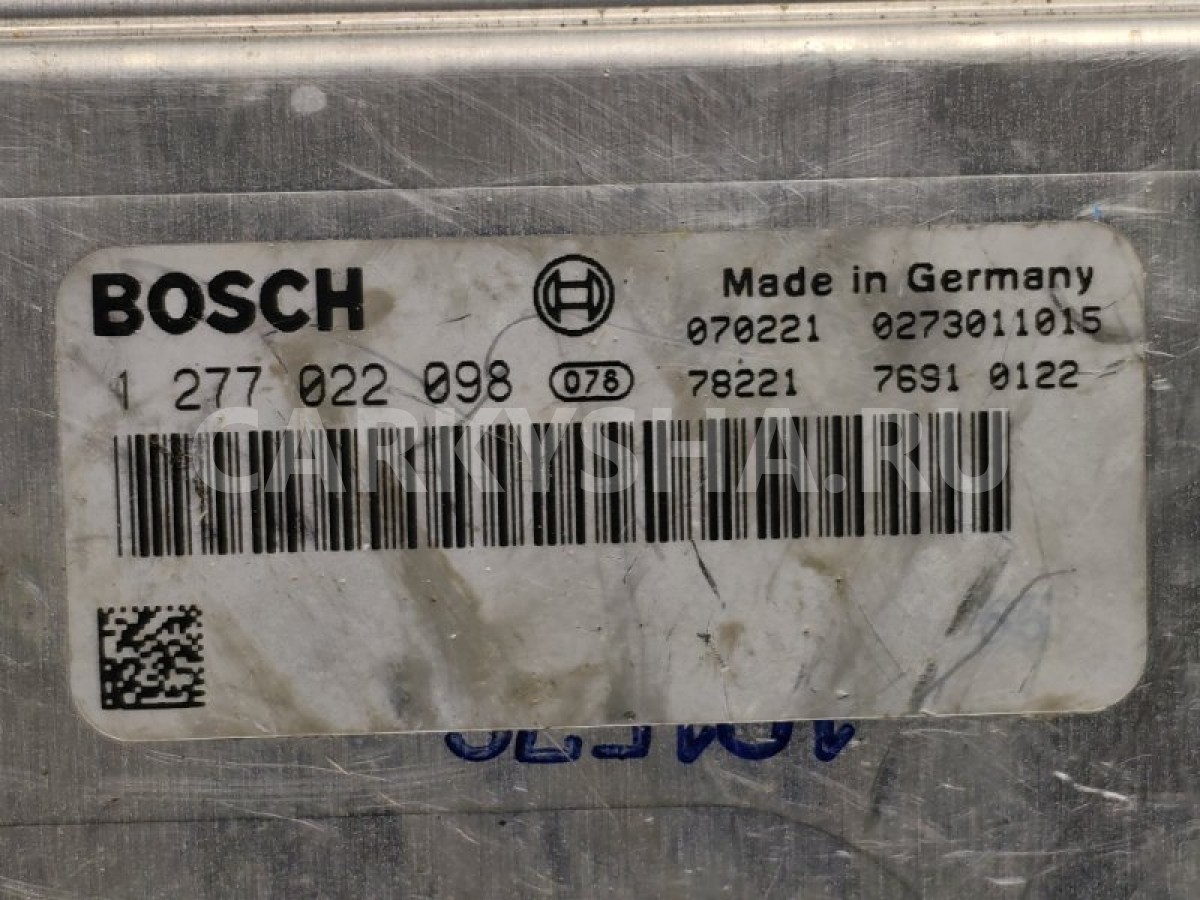 BOSCH
Made in Germany
070221 0273011015
1 277 022 098 078 78221 7691 0122
CARKYSHA.RU